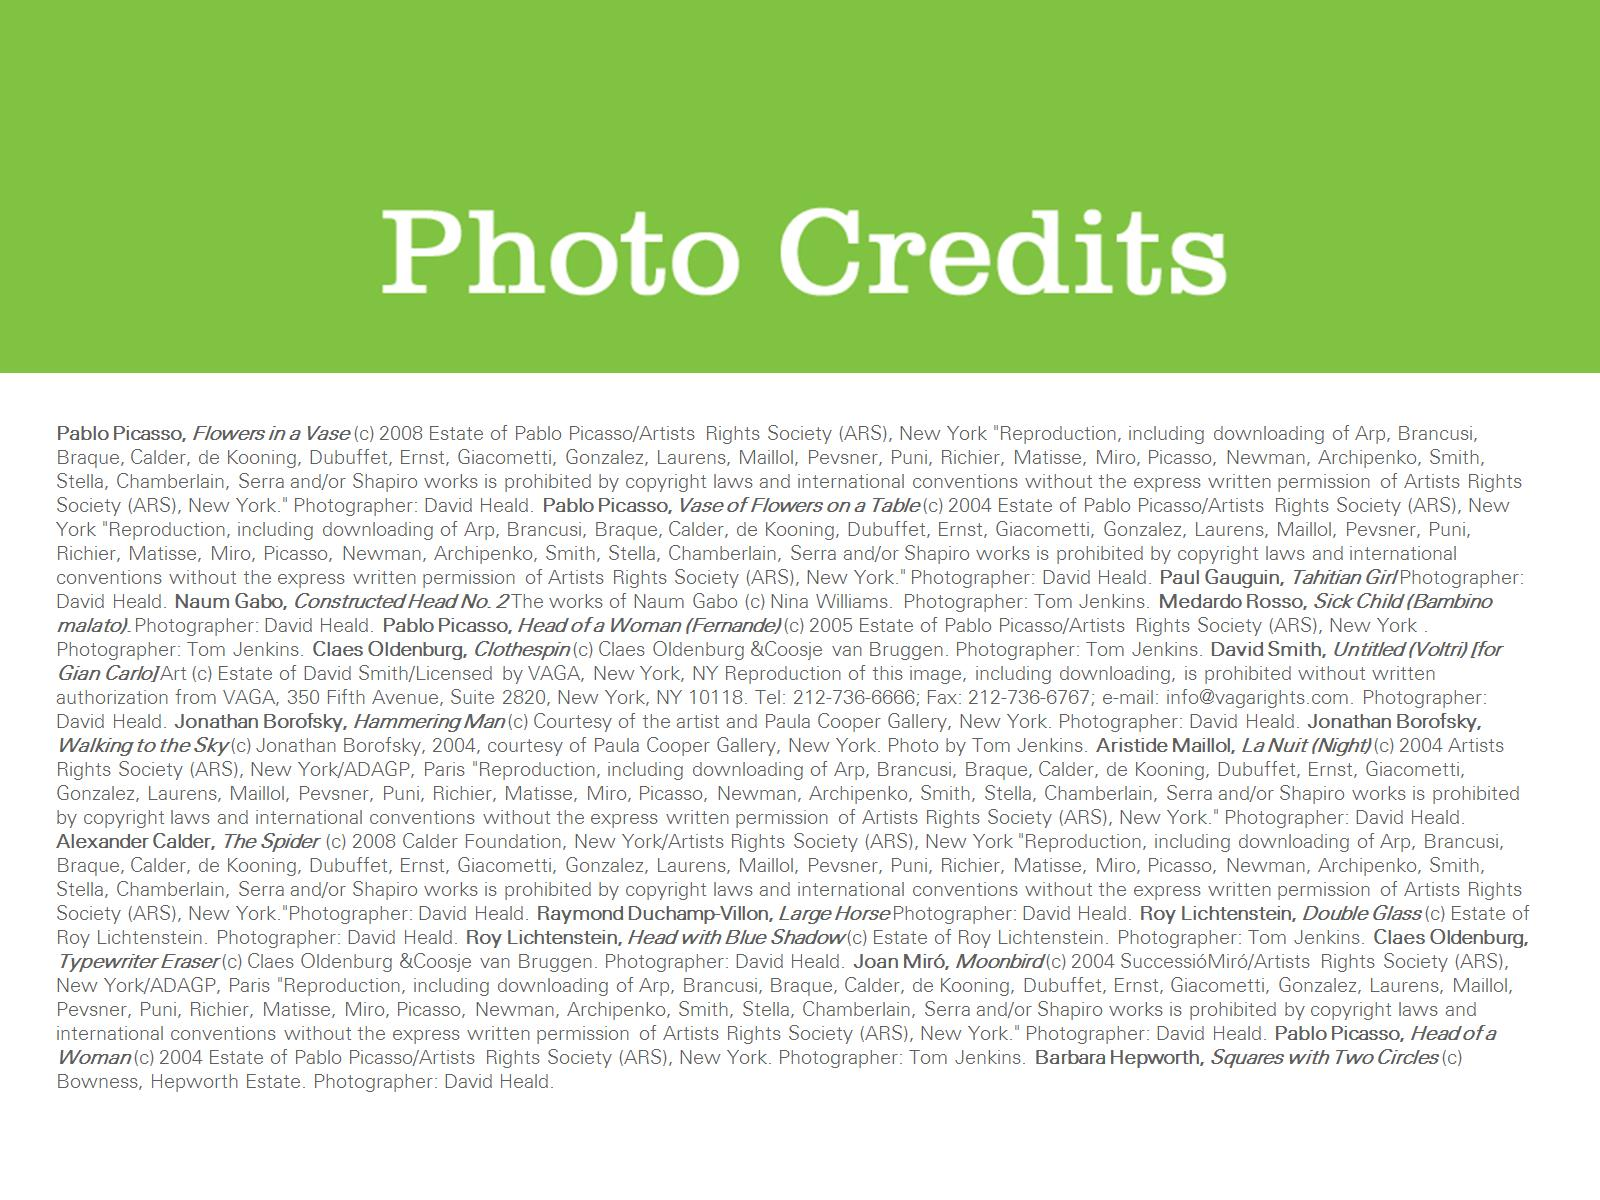 Photo Credits
Pablo Picasso, Flowers in a Vase (c) 2008 Estate of Pablo Picasso/Artists Rights Society (ARS), New York "Reproduction, including downloading of Arp, Brancusi,
Braque, Calder, de Kooning, Dubuffet, Ernst, Giacometti, Gonzalez, Laurens, Maillol, Pevsner, Puni, Richier, Matisse, Miro, Picasso, Newman, Archipenko, Smith,
Stella, Chamberlain, Serra and/or Shapiro works is prohibited by copyright laws and international conventions without the express written permission of Artists Rights
Society (ARS), New York." Photographer: David Heald. Pablo Picasso, Vase of Flowers on a Table (c) 2004 Estate of Pablo Picasso/Artists Rights Society (ARS), New
York "Reproduction, including downloading of Arp, Brancusi, Braque, Calder, de Kooning, Dubuffet, Ernst, Giacometti, Gonzalez, Laurens, Maillol, Pevsner, Puni,
Richier, Matisse, Miro, Picasso, Newman, Archipenko, Smith, Stella, Chamberlain, Serra and/or Shapiro works is prohibited by copyright laws and international
conventions without the express written permission of Artists Rights Society (ARS), New York." Photographer: David Heald. Paul Gauguin, Tahitian Girl Photographer:
David Heald. Naum Gabo, Constructed Head No. 2 The works of Naum Gabo (c) Nina Williams. Photographer: Tom Jenkins. Medardo Rosso, Sick Child (Bambino
malato). Photographer: David Heald. Pablo Picasso, Head of a Woman (Fernande) (c) 2005 Estate of Pablo Picasso/Artists Rights Society (ARS), New York .
Photographer: Tom Jenkins. Claes Oldenburg, Clothespin (c) Claes Oldenburg &Coosje van Bruggen. Photographer: Tom Jenkins. David Smith, Untitled (Voltri) [for
Gian Carlo] Art (c) Estate of David Smith/Licensed by VAGA, New York, NY Reproduction of this image, including downloading, is prohibited without written
authorization from VAGA, 350 Fifth Avenue, Suite 2820, New York, NY 10118. Tel: 212-736-6666; Fax: 212-736-6767; e-mail: info@vagarights.com. Photographer:
David Heald. Jonathan Borofsky, Hammering Man (c) Courtesy of the artist and Paula Cooper Gallery, New York. Photographer: David Heald. Jonathan Borofsky,
Walking to the Sky (c) Jonathan Borofsky, 2004, courtesy of Paula Cooper Gallery, New York. Photo by Tom Jenkins. Aristide Maillol, La Nuit (Night) (c) 2004 Artists
Rights Society (ARS), New York/ADAGP, Paris "Reproduction, including downloading of Arp, Brancusi, Braque, Calder, de Kooning, Dubuffet, Ernst, Giacometti,
Gonzalez, Laurens, Maillol, Pevsner, Puni, Richier, Matisse, Miro, Picasso, Newman, Archipenko, Smith, Stella, Chamberlain, Serra and/or Shapiro works is prohibited
by copyright laws and international conventions without the express written permission of Artists Rights Society (ARS), New York." Photographer: David Heald.
Alexander Calder, The Spider (c) 2008 Calder Foundation, New York/Artists Rights Society (ARS), New York "Reproduction, including downloading of Arp, Brancusi,
Braque, Calder, de Kooning, Dubuffet, Ernst, Giacometti, Gonzalez, Laurens, Maillol, Pevsner, Puni, Richier, Matisse, Miro, Picasso, Newman, Archipenko, Smith,
Stella, Chamberlain, Serra and/or Shapiro works is prohibited by copyright laws and international conventions without the express written permission of Artists Rights
Society (ARS), New York."Photographer: David Heald. Raymond Duchamp-Villon, Large Horse Photographer: David Heald. Roy Lichtenstein, Double Glass (c) Estate of
Roy Lichtenstein. Photographer: David Heald. Roy Lichtenstein, Head with Blue Shadow (c) Estate of Roy Lichtenstein. Photographer: Tom Jenkins. Claes Oldenburg,
Typewriter Eraser (c) Claes Oldenburg &Coosje van Bruggen. Photographer: David Heald. Joan Miró, Moonbird (c) 2004 SuccessióMiró/Artists Rights Society (ARS),
New York/ADAGP, Paris "Reproduction, including downloading of Arp, Brancusi, Braque, Calder, de Kooning, Dubuffet, Ernst, Giacometti, Gonzalez, Laurens, Maillol,
Pevsner, Puni, Richier, Matisse, Miro, Picasso, Newman, Archipenko, Smith, Stella, Chamberlain, Serra and/or Shapiro works is prohibited by copyright laws and
international conventions without the express written permission of Artists Rights Society (ARS), New York." Photographer: David Heald. Pablo Picasso, Head of a
Woman (c) 2004 Estate of Pablo Picasso/Artists Rights Society (ARS), New York. Photographer: Tom Jenkins. Barbara Hepworth, Squares with Two Circles (c)
Bowness, Hepworth Estate. Photographer: David Heald.